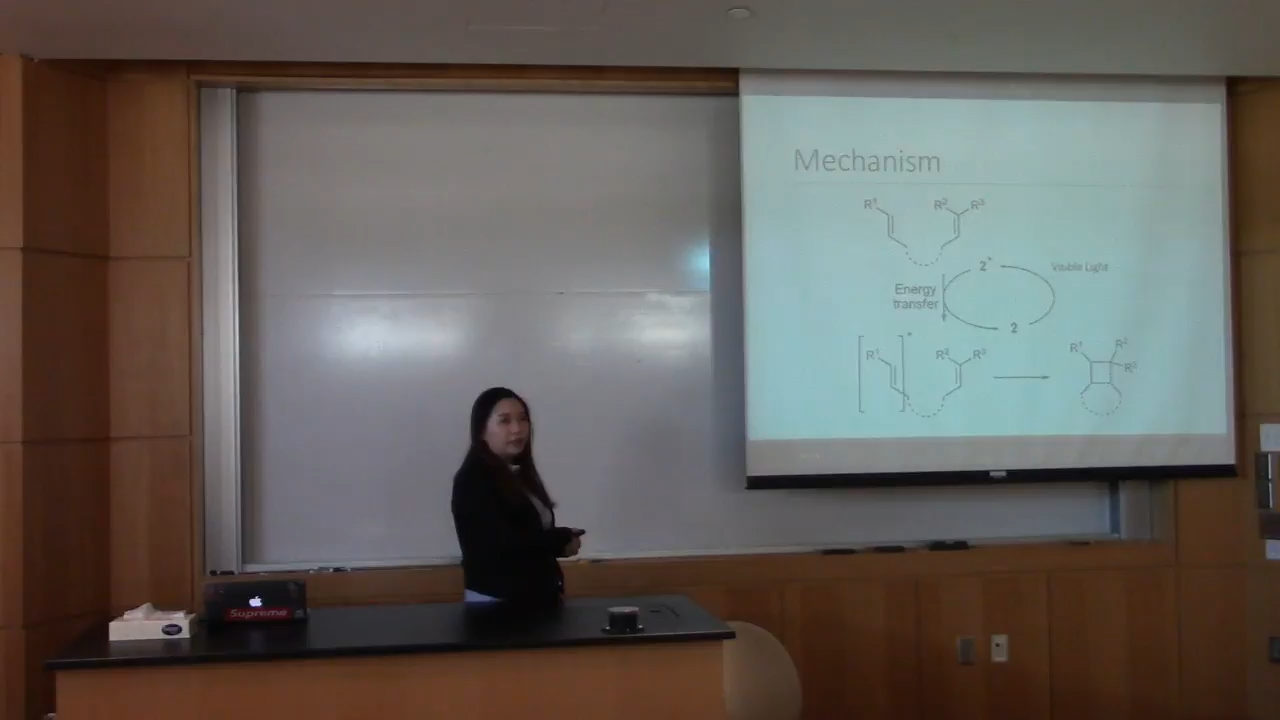 Mechanism
R¹ R² R³
2*
Visible Light
Energy
transfer
2
*
R¹ R² R³
R¹ R² R³
Supreme